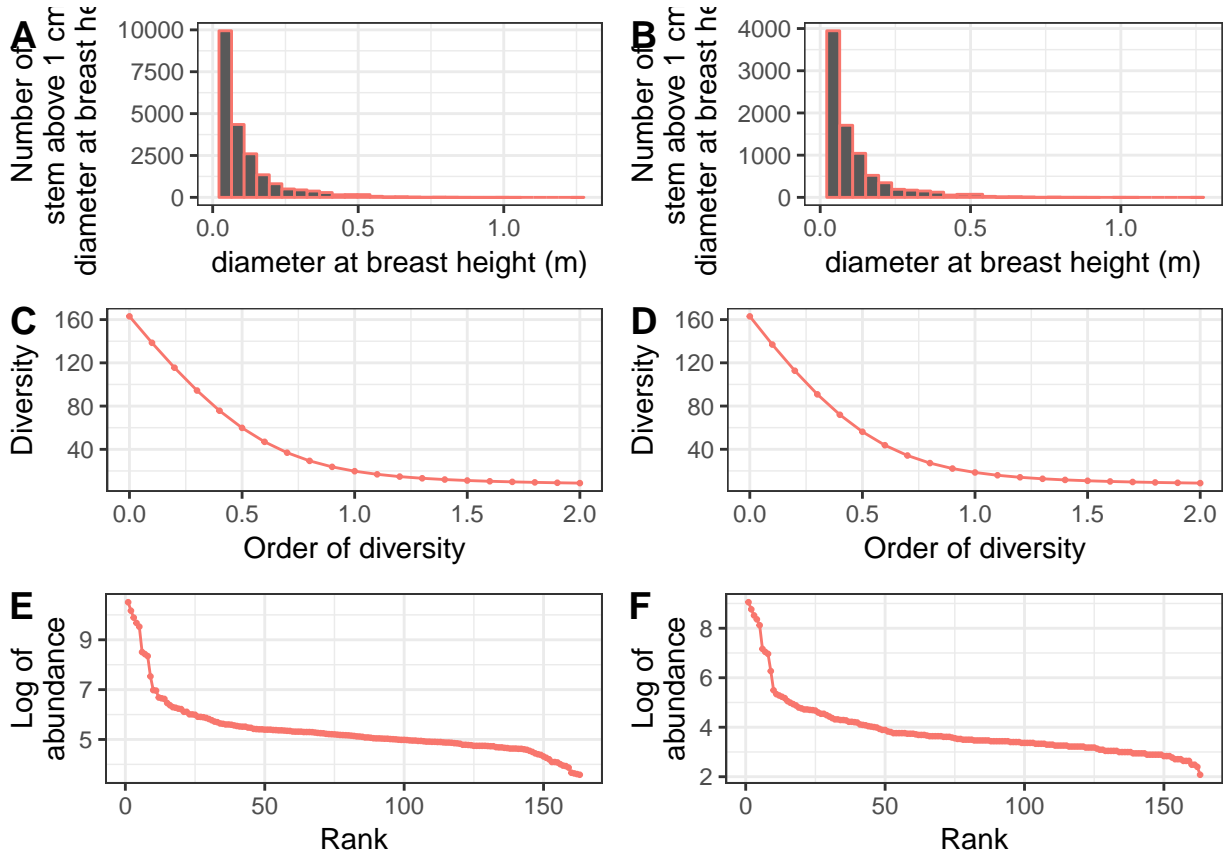 A
Number of
stem above 1 cm
diameter at breast he
10000
7500
5000
2500
0
0.0 0.5 1.0
diameter at breast height (m)
B
Number of
stem above 1 cm
diameter at breast he
4000
3000
2000
1000
0
0.0 0.5 1.0
diameter at breast height (m)
C
Diversity
160
120
80
40
0.0 0.5 1.0 1.5 2.0
Order of diversity
D
Diversity
160
120
80
40
0.0 0.5 1.0 1.5 2.0
Order of diversity
E
Log of
abundance
9
7
5
0 50 100 150
Rank
F
Log of
abundance
8
6
4
2
0 50 100 150
Rank